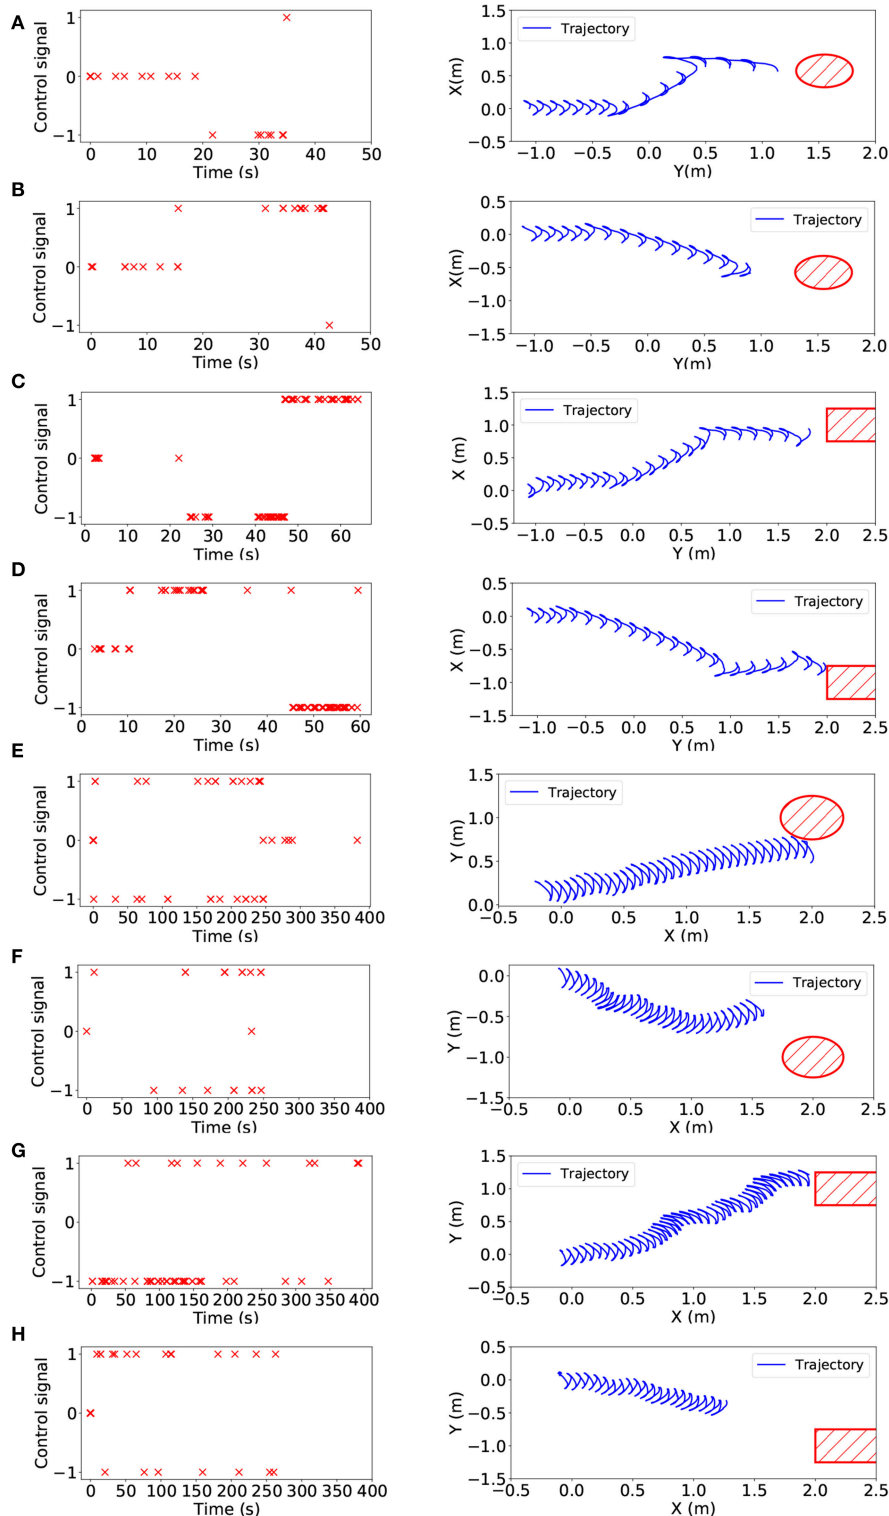 A
Control signal
1
0
−1
0 10 20 30 40 50
Time (s)
X(m)
1.5
1.0
0.5
0.0
−0.5
Trajectory
−1.0 −0.5 0.0 0.5 1.0 1.5 2.0
Y(m)
B
Control signal
1
0
−1
0 10 20 30 40 50
Time (s)
X(m)
0.5
0.0
−0.5
−1.0
−1.5
Trajectory
−1.0 −0.5 0.0 0.5 1.0 1.5 2.0
Y(m)
C
Control signal
1
0
−1
0 10 20 30 40 50 60
Time (s)
X (m)
1.5
1.0
0.5
0.0
−0.5
Trajectory
−1.0 −0.5 0.0 0.5 1.0 1.5 2.0 2.5
Y (m)
D
Control signal
1
0
−1
0 10 20 30 40 50 60
Time (s)
X (m)
0.5
0.0
−0.5
−1.0
−1.5
Trajectory
−1.0 −0.5 0.0 0.5 1.0 1.5 2.0 2.5
Y (m)
E
Control signal
1
0
−1
0 50 100 150 200 250 300 350 400
Time (s)
Y (m)
1.5
1.0
0.5
0.0
Trajectory
−0.5 0.0 0.5 1.0 1.5 2.0 2.5
X (m)
F
Control signal
1
0
−1
0 50 100 150 200 250 300 350 400
Time (s)
Y (m)
0.0
−0.5
−1.0
−1.5
Trajectory
−0.5 0.0 0.5 1.0 1.5 2.0 2.5
X (m)
G
Control signal
1
0
−1
0 50 100 150 200 250 300 350 400
Time (s)
Y (m)
1.5
1.0
0.5
0.0
−0.5
Trajectory
−0.5 0.0 0.5 1.0 1.5 2.0 2.5
X (m)
H
Control signal
1
0
−1
0 50 100 150 200 250 300 350 400
Time (s)
Y (m)
0.5
0.0
−0.5
−1.0
−1.5
Trajectory
−0.5 0.0 0.5 1.0 1.5 2.0 2.5
X (m)